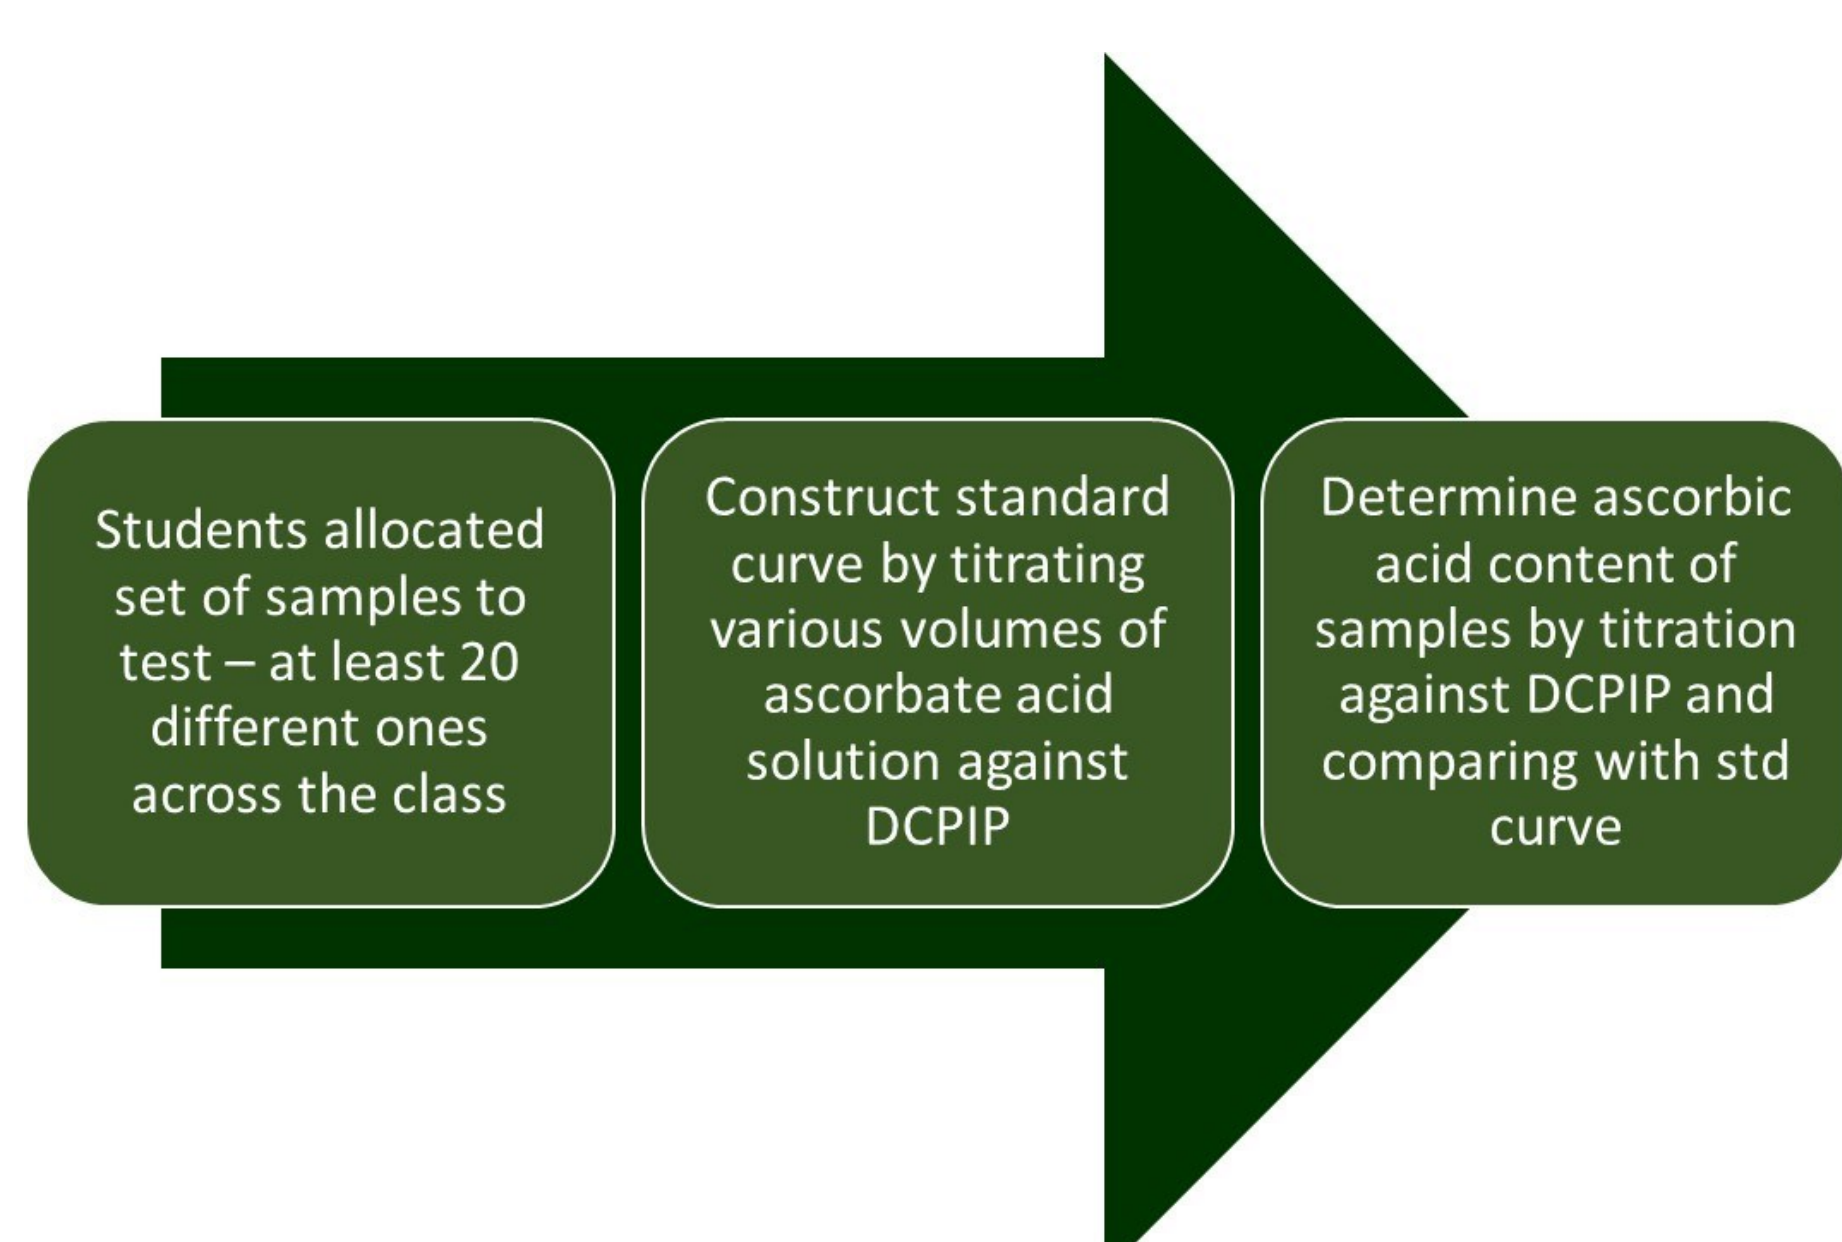 Students allocated
set of samples to
test – at least 20
different ones
across the class
Construct standard
curve by titrating
various volumes of
ascorbate acid
solution against
DCPIP
Determine ascorbic
acid content of
samples by titration
against DCPIP and
comparing with std
curve